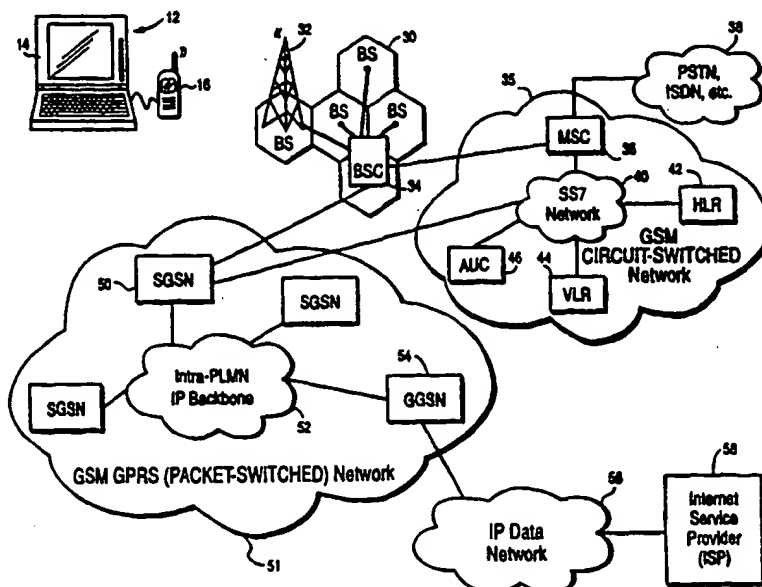 12
14
16
32
30
BS
BS
BS
BS
BSC
34
35
38
PSTN,
ISDN, etc.
MSC
36
40
42
SS7
Network
HLR
GSM
CIRCUIT-SWITCHED
Network
AUC
46
44
VLR
SGSN
50
SGSN
54
Intra-PLMN
IP Backbone
SGSN
52
GGSN
GSM GPRS (PACKET-SWITCHED) Network
51
56
58
IP Data
Network
Internet
Service
Provider
(ISP)